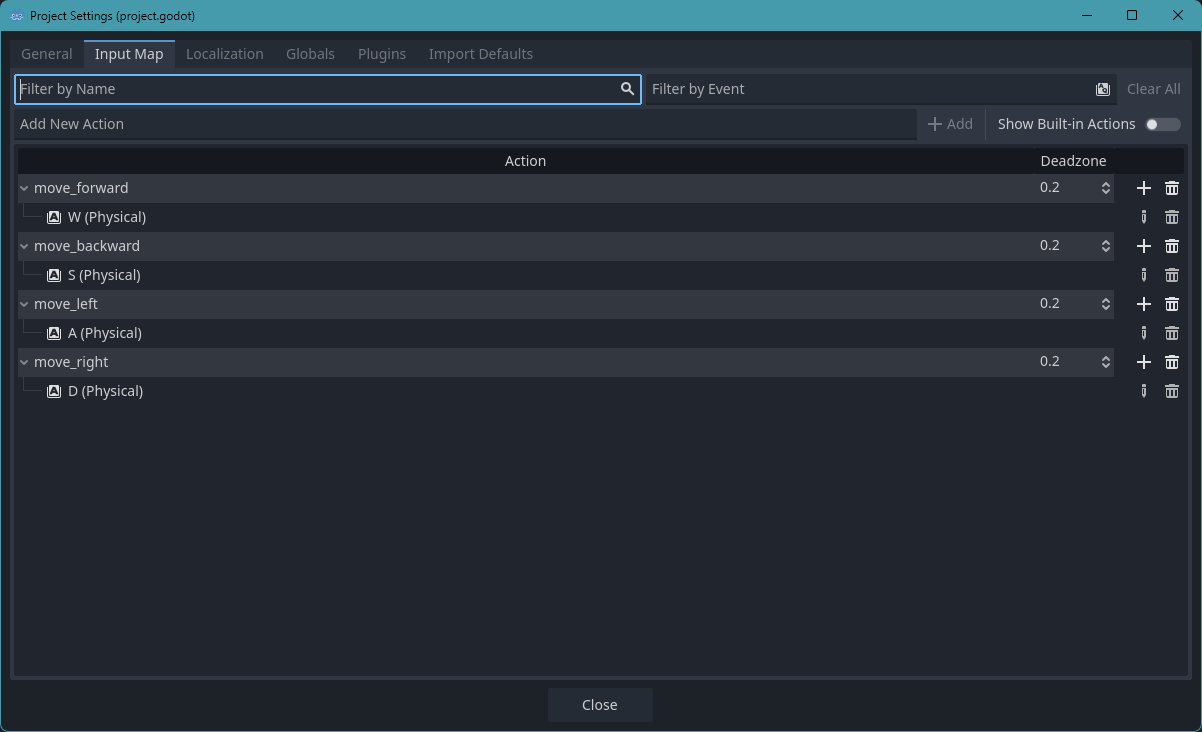 Project Settings (project.godot)
General Input Map Localization Globals Plugins Import Defaults
Filter by Name Filter by Event Clear All
Add New Action Add Show Built-in Actions
Action Deadzone
move_forward 0.2
W (Physical)
move_backward 0.2
S (Physical)
move_left 0.2
A (Physical)
move_right 0.2
D (Physical)
Close